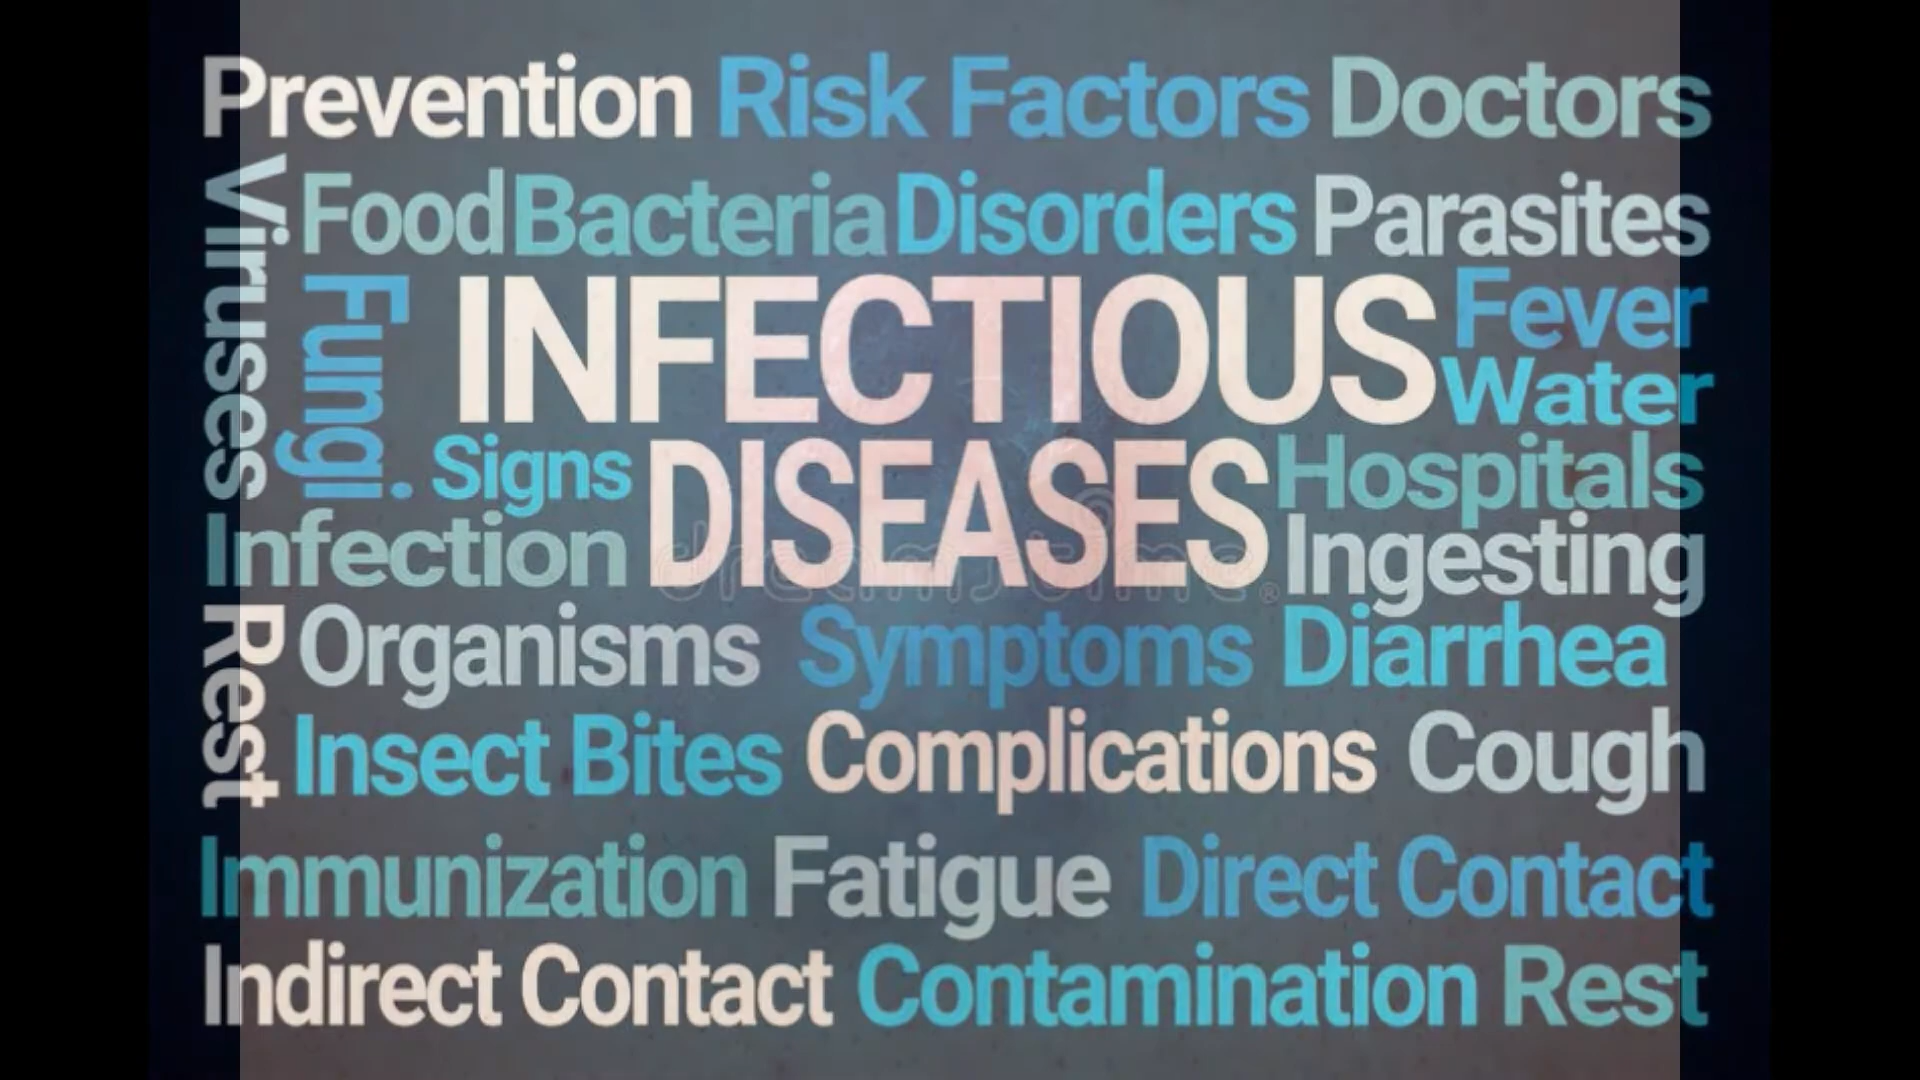 Prevention Risk Factors Doctors
Viruses
Food Bacteria Disorders Parasites
Fungi
INFECTIOUS
Fever
Water
Signs
DISEASES
Hospitals
Infection
Ingesting
Rest
Organisms Symptoms Diarrhea
Insect Bites Complications Cough
Immunization Fatigue Direct Contact
Indirect Contact Contamination Rest
dreamstime®